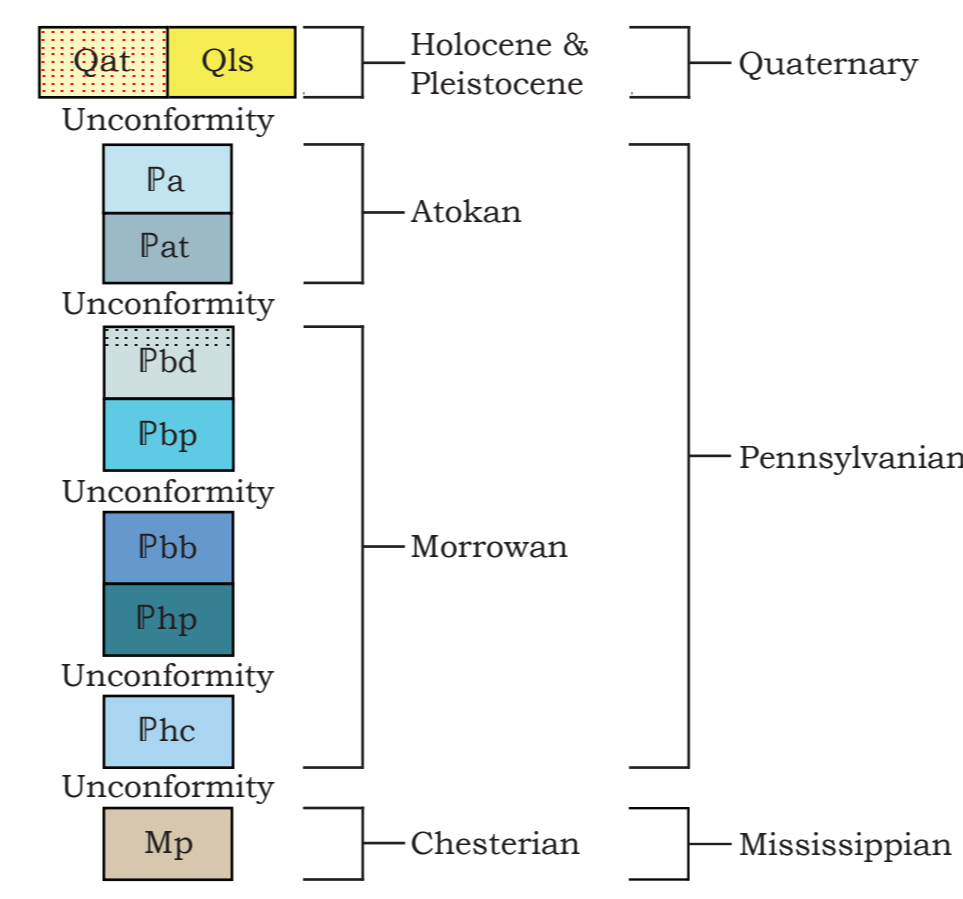 Qat Qls
Holocene &
Pleistocene
Quaternary
Unconformity
ℙa
ℙat
Atokan
Unconformity
ℙbd
ℙbp
Unconformity
ℙbb
ℙhp
Unconformity
ℙhc
Morrowan
Pennsylvanian
Unconformity
Mp
Chesterian
Mississippian